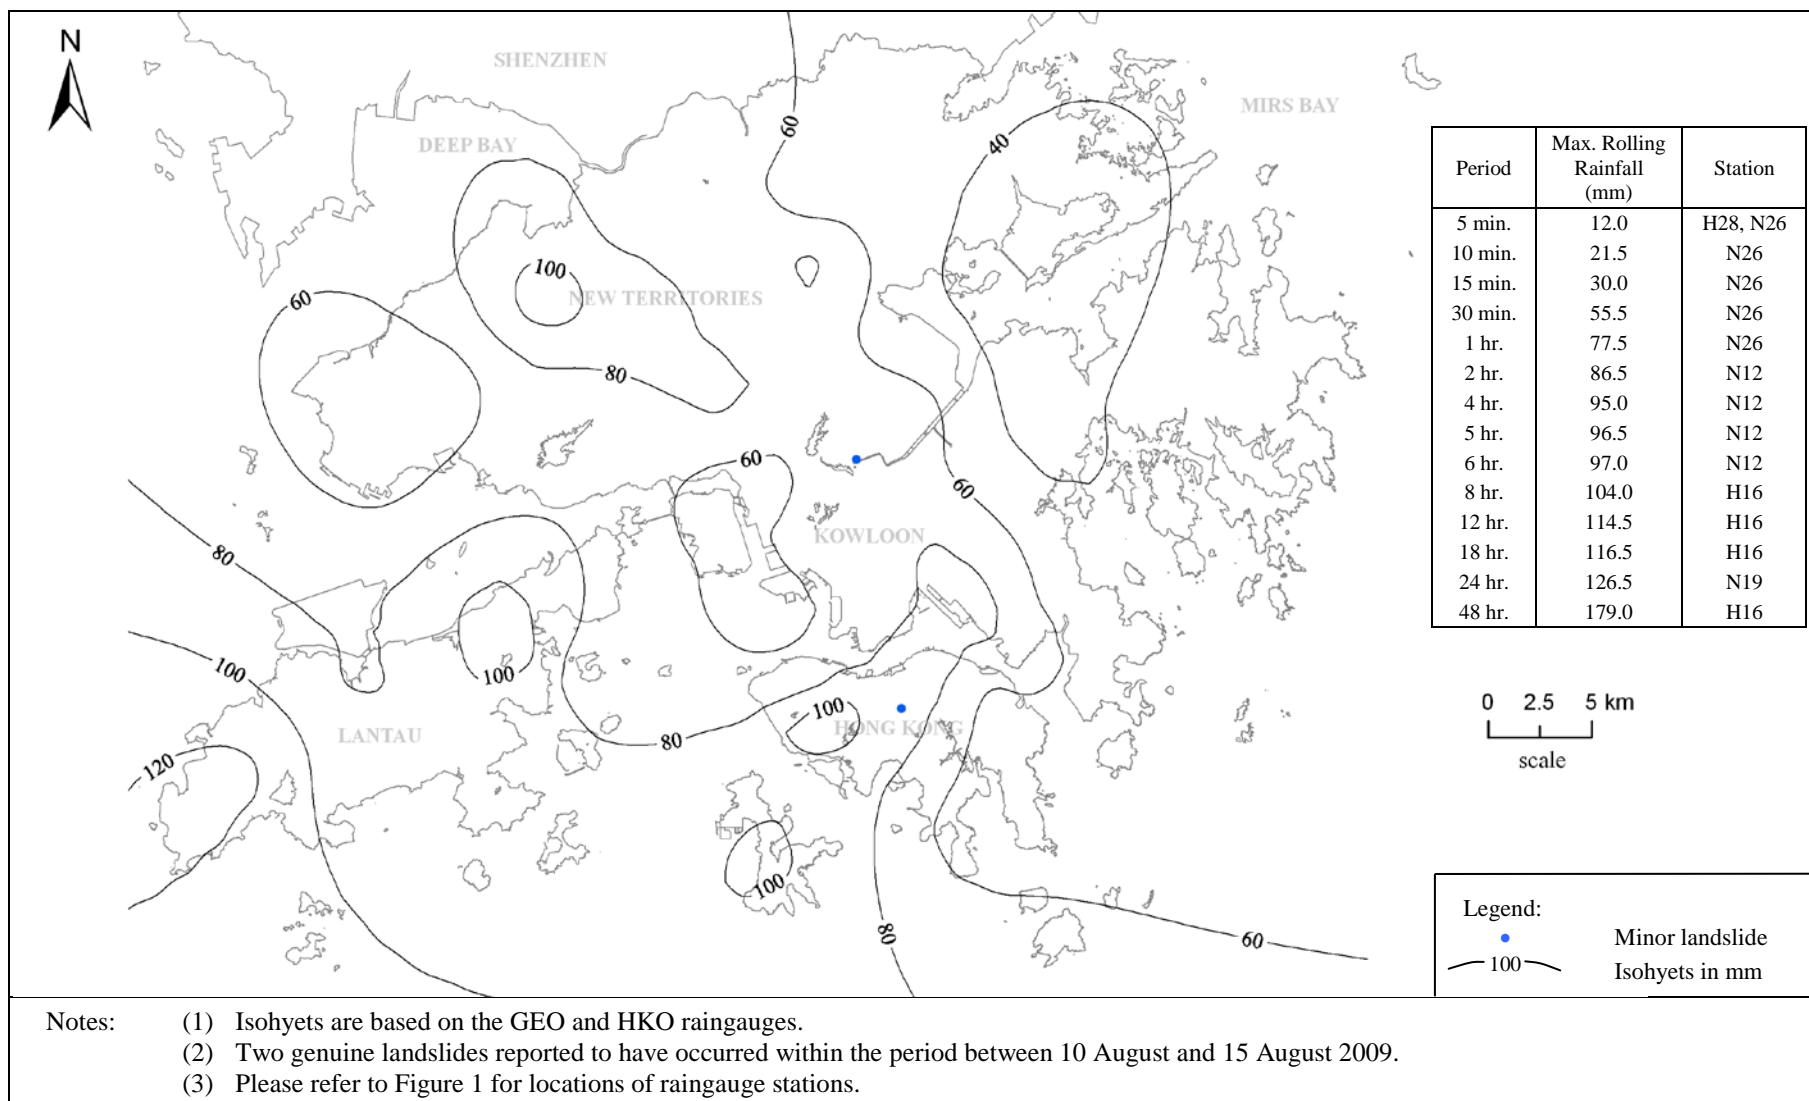 N
SHENZHEN
MIRS BAY
DEEP BAY
60
40
100
NEW TERRITORIES
60
80
60
60
KOWLOON
80
100
100
100
LANTAU
HONG KONG
80
120
100
80
60
Period Max. Rolling Rainfall (mm) Station
5 min. 12.0 H28, N26
10 min. 21.5 N26
15 min. 30.0 N26
30 min. 55.5 N26
1 hr. 77.5 N26
2 hr. 86.5 N12
4 hr. 95.0 N12
5 hr. 96.5 N12
6 hr. 97.0 N12
8 hr. 104.0 H16
12 hr. 114.5 H16
18 hr. 116.5 H16
24 hr. 126.5 N19
48 hr. 179.0 H16
0 2.5 5 km
scale
Legend:
Minor landslide
100 Isohyets in mm
Notes: (1) Isohyets are based on the GEO and HKO raingauges.
(2) Two genuine landslides reported to have occurred within the period between 10 August and 15 August 2009.
(3) Please refer to Figure 1 for locations of raingauge stations.